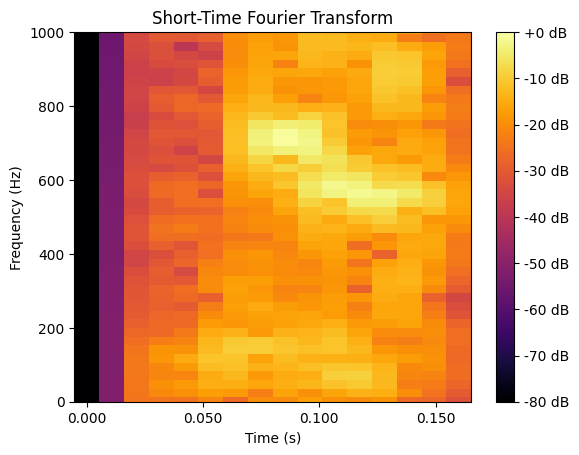 Short-Time Fourier Transform
1000
800
600
400
200
0
Frequency (Hz)
0.000
0.050
0.100
0.150
Time (s)
+0 dB
-10 dB
-20 dB
-30 dB
-40 dB
-50 dB
-60 dB
-70 dB
-80 dB